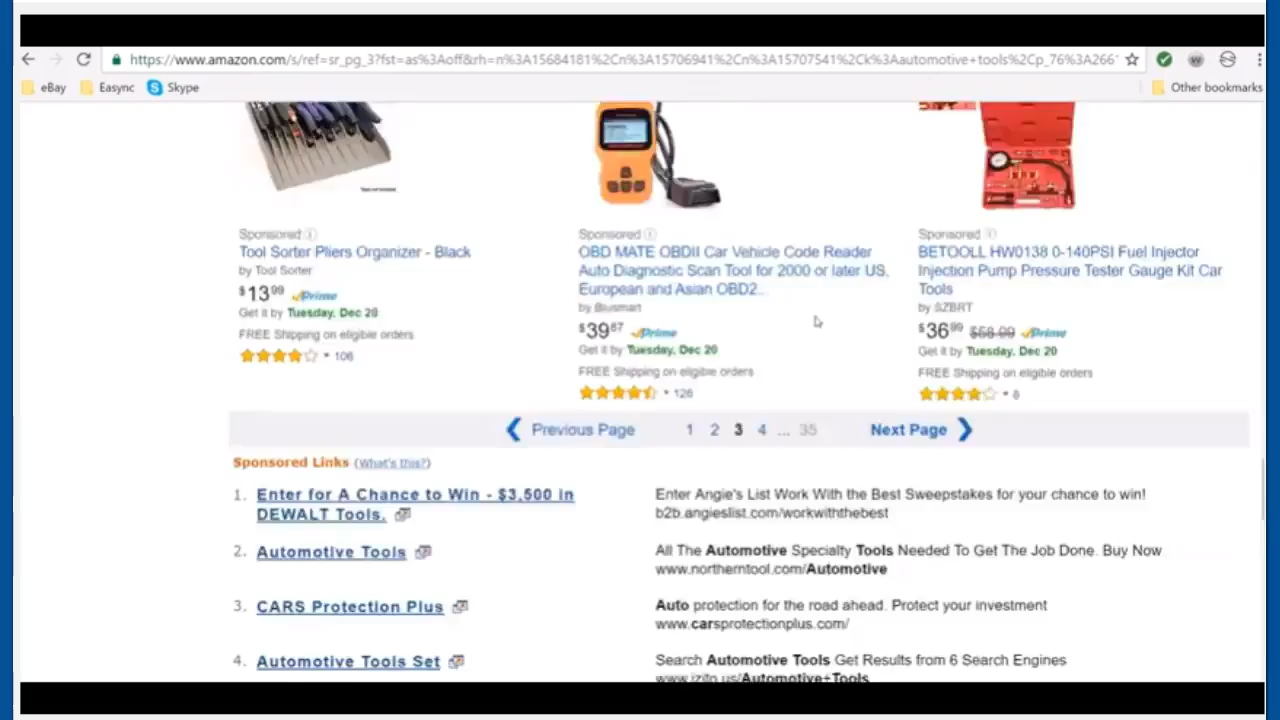 https://www.amazon.com/s/ref=sr_pg_3?fst=as%3Aoff&rh=n%3A15684181%2Cn%3A15706941%2Cn%3A15707541%2Ck%3Aautomotive+tools%2Cp_76%3A266
eBay Easync Skype Other bookmarks
Sponsored
Tool Sorter Pliers Organizer - Black
by Tool Sorter
$13 99 Prime
Get it by Tuesday, Dec 20
FREE Shipping on eligible orders
106
Sponsored
OBD MATE OBDII Car Vehicle Code Reader
Auto Diagnostic Scan Tool for 2000 or later US,
European and Asian OBD2...
by Blusmart
$39 87 Prime
Get it by Tuesday, Dec 20
FREE Shipping on eligible orders
126
Sponsored
BETOOLL HW0138 0-140PSI Fuel Injector
Injection Pump Pressure Tester Gauge Kit Car
Tools
by SZBRT
$36 99 $58.09 Prime
Get it by Tuesday, Dec 20
FREE Shipping on eligible orders
8
Previous Page 1 2 3 4 ... 35 Next Page
Sponsored Links (What's this?)
1. Enter for A Chance to Win - $3,500 in
DEWALT Tools.
Enter Angie's List Work With the Best Sweepstakes for your chance to win!
b2b.angieslist.com/workwiththebest
2. Automotive Tools
All The Automotive Specialty Tools Needed To Get The Job Done. Buy Now
www.northerntool.com/Automotive
3. CARS Protection Plus
Auto protection for the road ahead. Protect your investment
www.carsprotectionplus.com/
4. Automotive Tools Set
Search Automotive Tools Get Results from 6 Search Engines
www.izito.us/Automotive+Tools